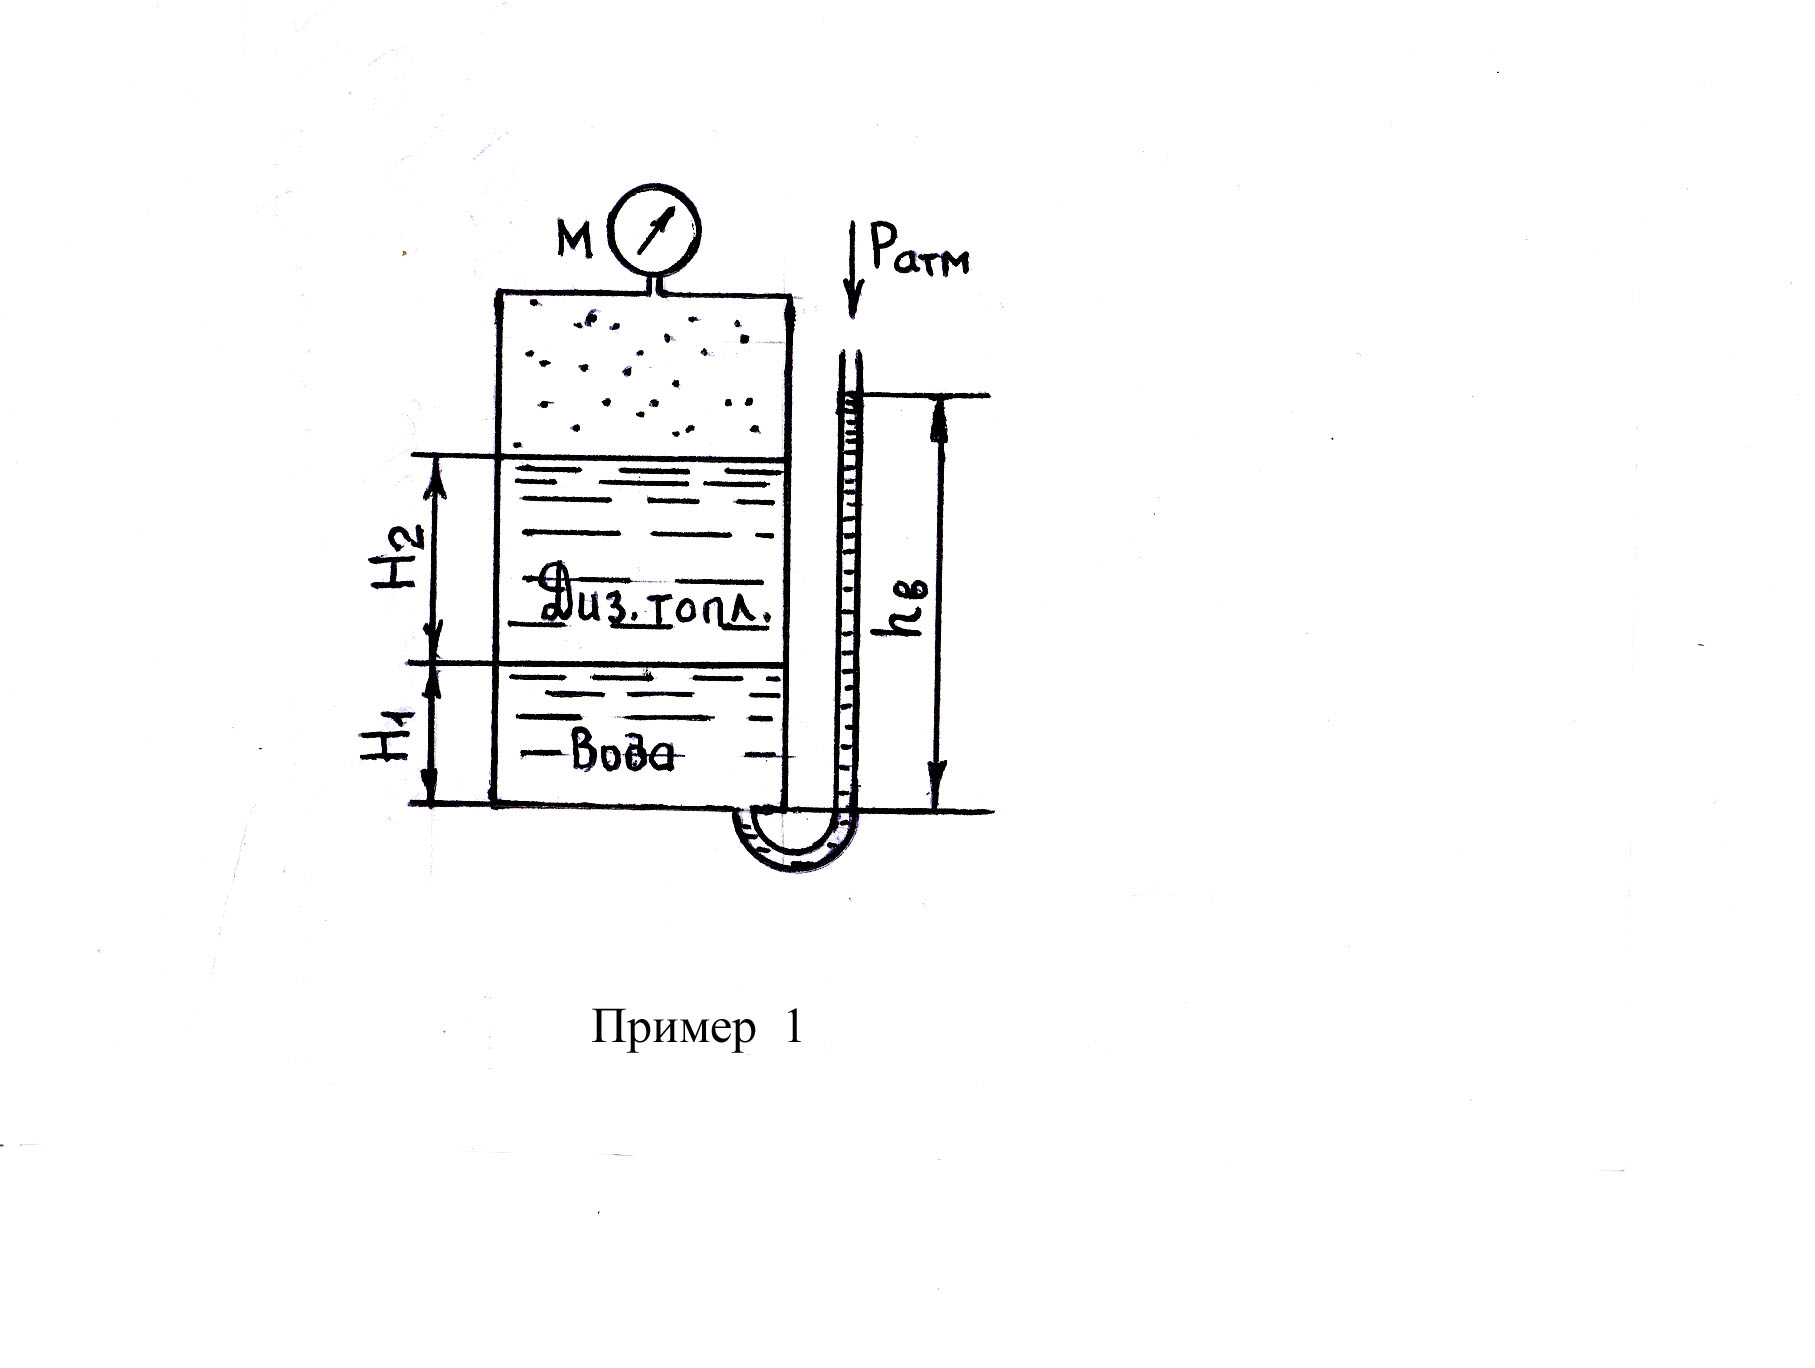 М
Pатм
H2
Диз. топл.
hв
H1
Вода
Пример 1